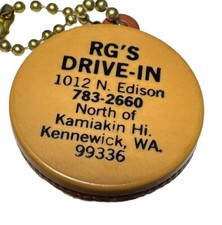 RG'S
DRIVE-IN
1012 N. Edison
783-2660
North of
Kamiakin Hi.
Kennewick, WA.
99336